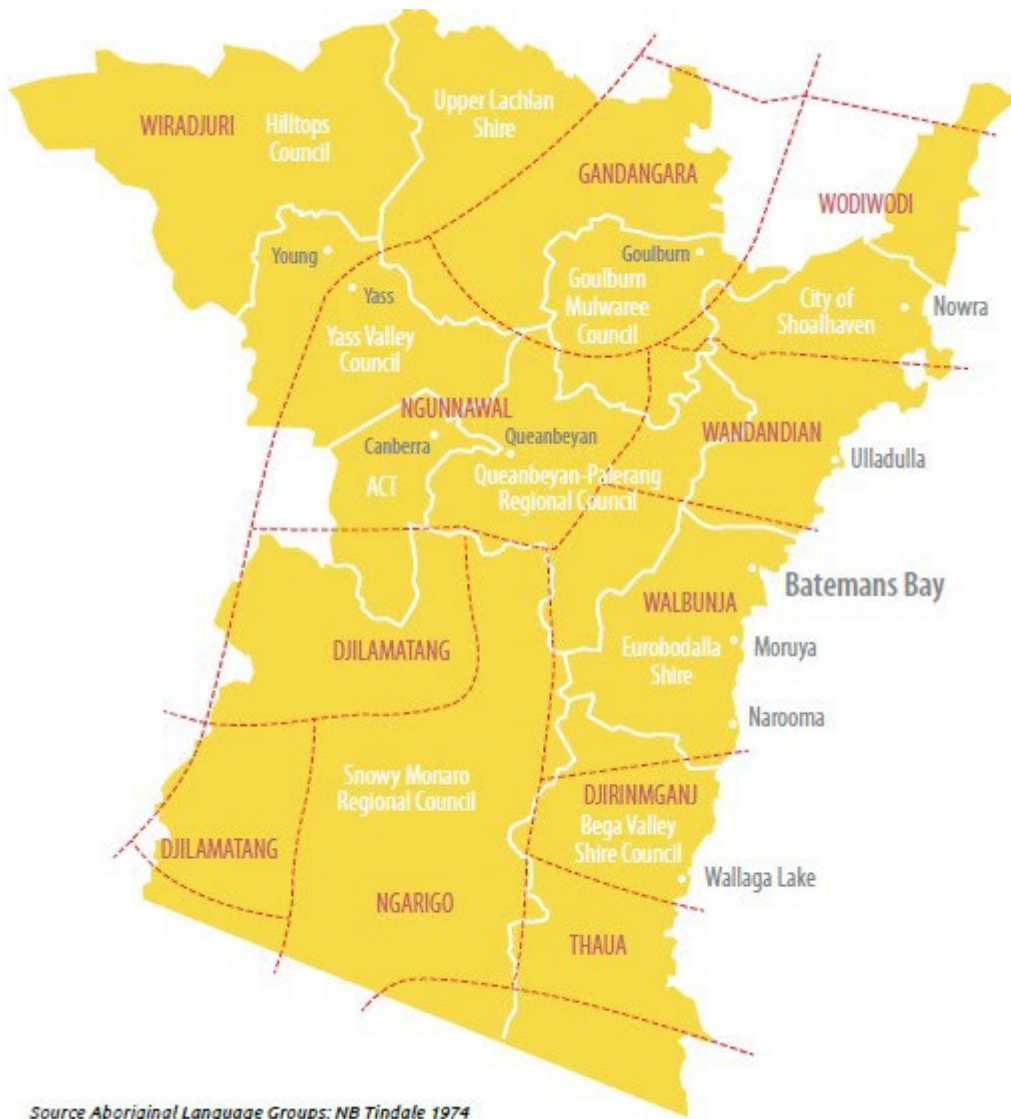 Upper Lachlan
Shire
WIRADJURI
Hilltops
Council
GANDANGARA
WODIWODI
Young
Goulburn
Goulburn
Mulwaree
Council
Yass
City of
Shoalhaven
Nowra
Yass Valley
Council
NGUNNAWAL
WANDANDIAN
Canberra
Queanbeyan
Ulladulla
ACT
Queanbeyan-Palerang
Regional Council
Batemans Bay
WALBUNJA
DJILAMATANG
Eurobodalla
Shire
Moruya
Narooma
Snowy Monaro
Regional Council
DJIRINMGANJ
Bega Valley
Shire Council
DJILAMATANG
Wallaga Lake
NGARIGO
THAUA
Source Aboriginal Language Groups: NB Tindale 1974